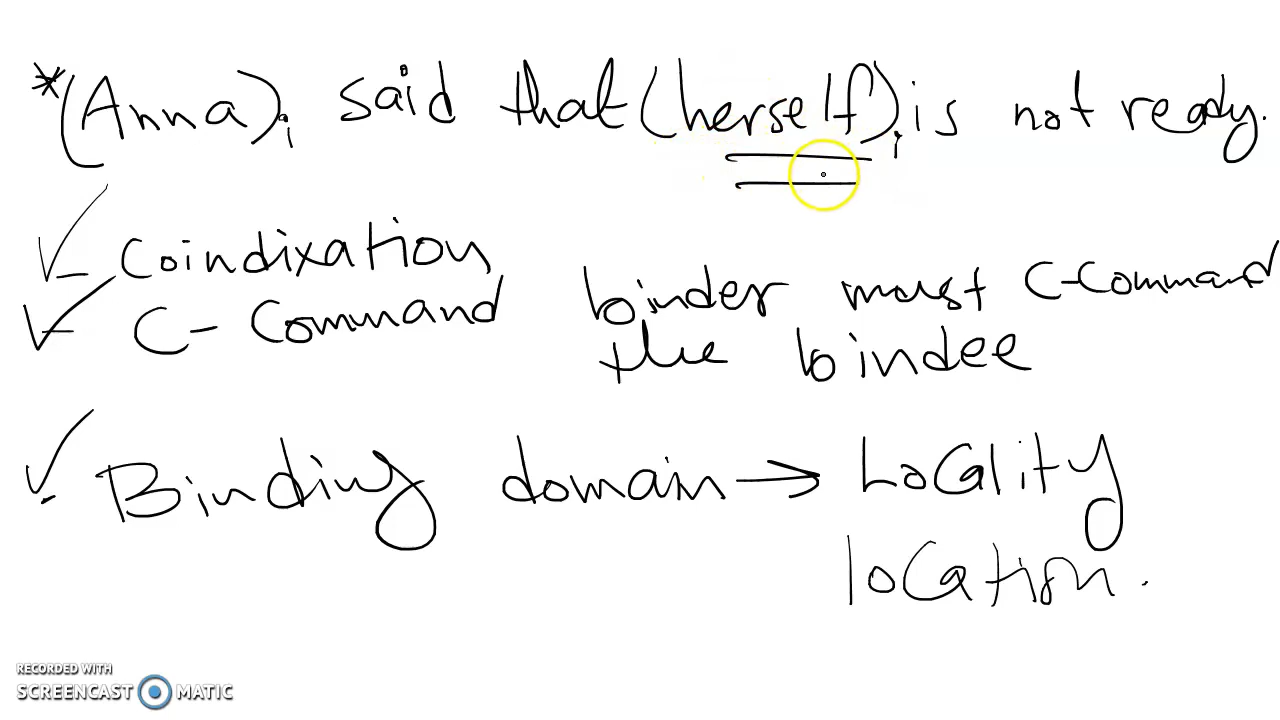 *(Anna)i said that (herself)i is not ready.
- Coindixation
- C-Command binder must C-Command
the bindee
- Binding domain → Locality
location.
RECORDED WITH
SCREENCAST MATIC